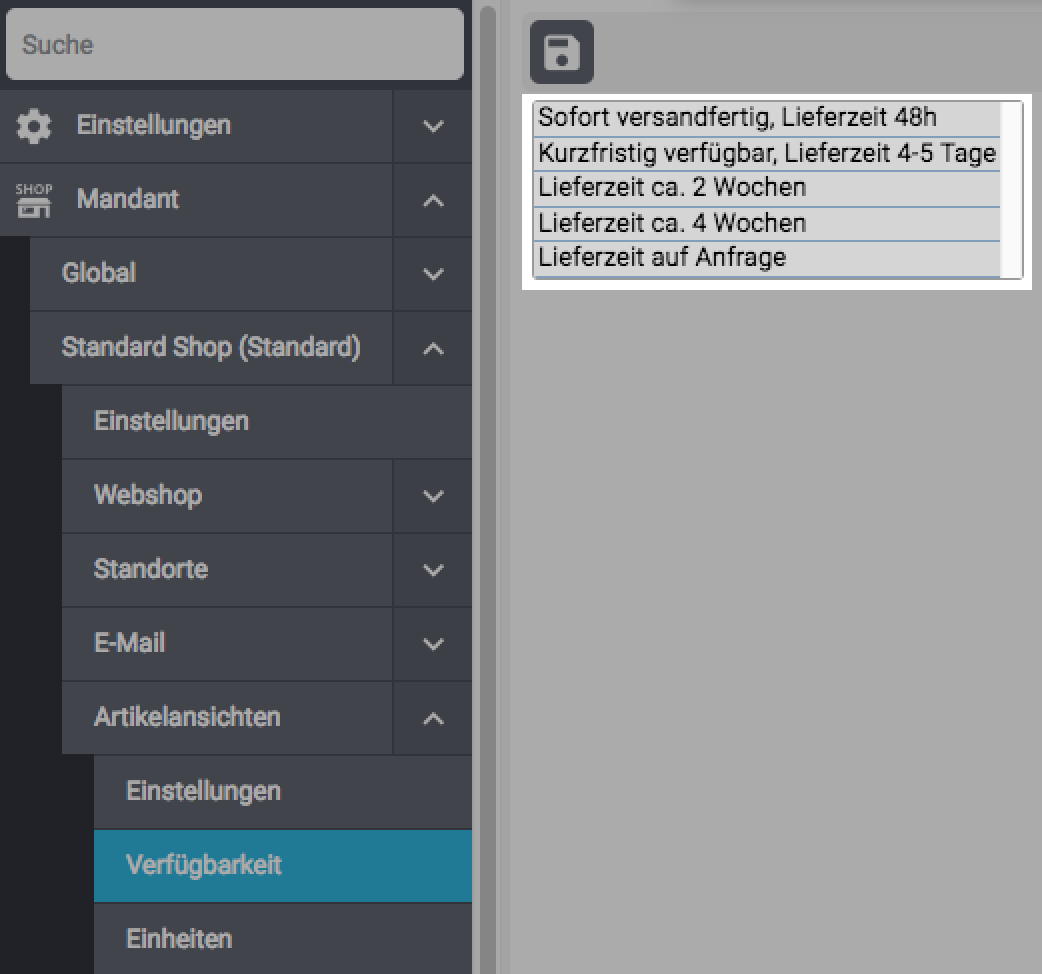 Suche
Einstellungen
SHOP
Mandant
Global
Standard Shop (Standard)
Einstellungen
Webshop
Standorte
E-Mail
Artikelansichten
Einstellungen
Verfügbarkeit
Einheiten
Sofort versandfertig, Lieferzeit 48h
Kurzfristig verfügbar, Lieferzeit 4-5 Tage
Lieferzeit ca. 2 Wochen
Lieferzeit ca. 4 Wochen
Lieferzeit auf Anfrage